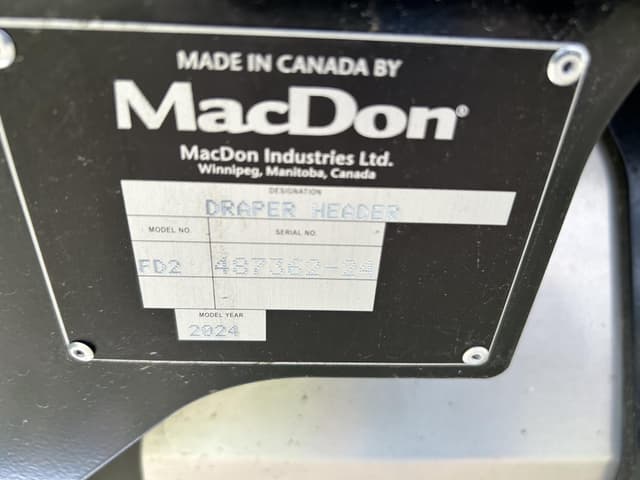 MADE IN CANADA BY
MacDon®
MacDon Industries Ltd.
Winnipeg, Manitoba, Canada
DESIGNATION
DRAPER HEADER
MODEL NO. SERIAL NO.
FD2 487362-24
-
MODEL YEAR
2024